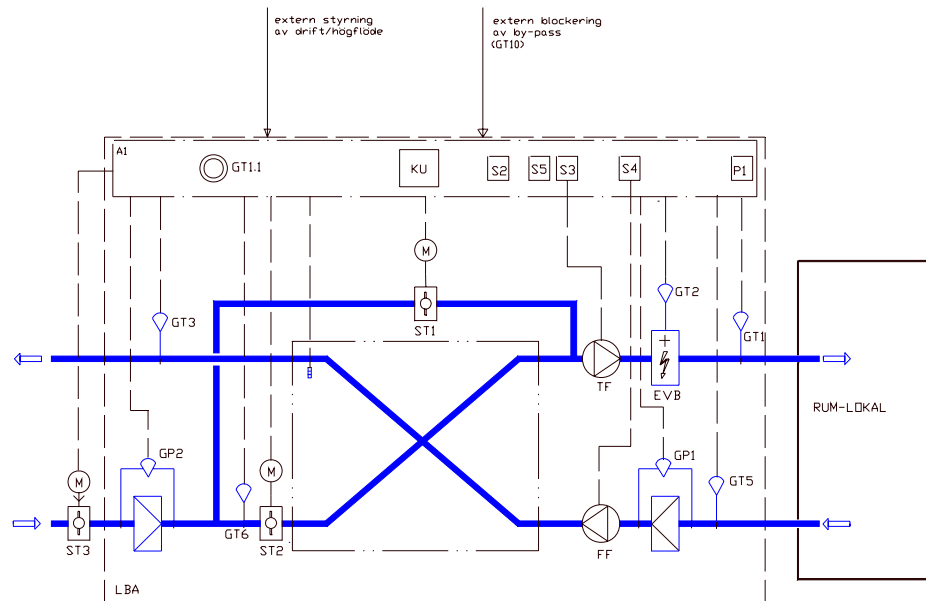 extern styrning
av drift/högflöde
extern blockering
av by-pass
(GT10)
A1
GT1.1
KU
S2
S5
S3
S4
P1
M
GT2
GT3
ST1
GT1
TF
EVB
RUM-LOKAL
GP2
M
GP1
M
GT5
GT6
ST3
ST2
FF
LBA